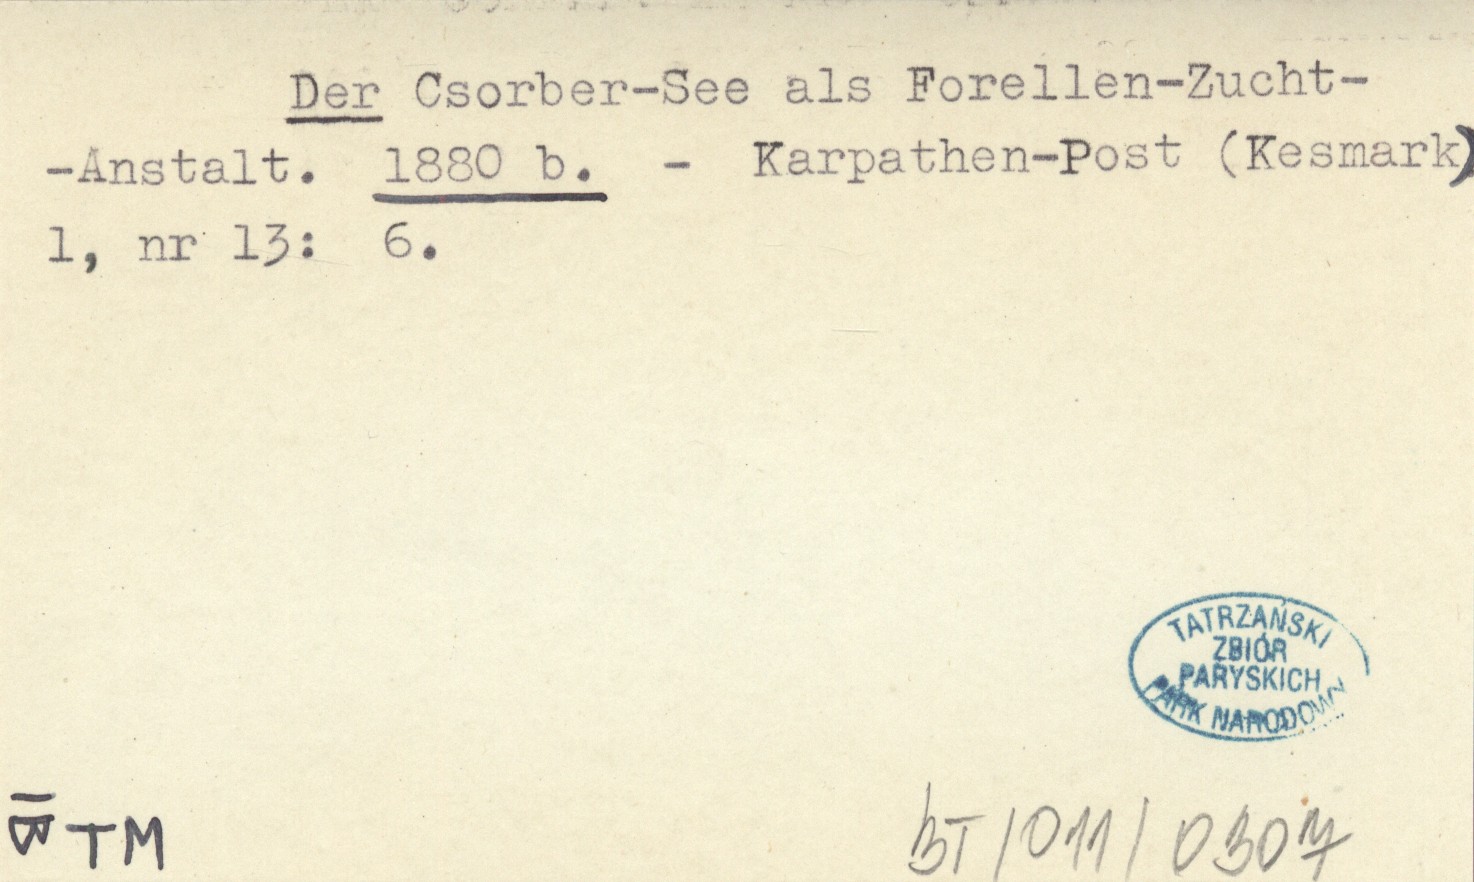 Der Csorber-See als Forellen-Zucht-
-Anstalt. 1880 b. - Karpathen-Post (Kesmark)
1, nr 13: 6.
TATRZAŃSKI
ZBIÓR
PARYSKICH
PARK NARODOWY
TM
BT/011/0307